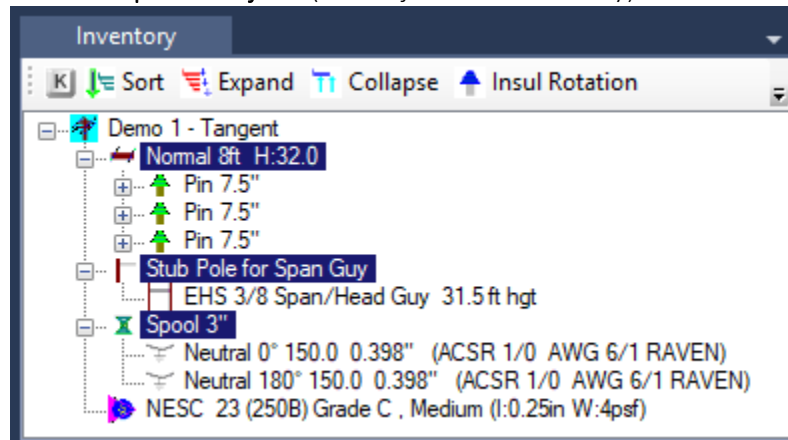 Inventory
K Sort Expand Collapse Insul Rotation
Demo 1 - Tangent
Normal 8ft H:32.0
Pin 7.5"
Pin 7.5"
Pin 7.5"
Stub Pole for Span Guy
EHS 3/8 Span/Head Guy 31.5 ft hgt
Spool 3"
Neutral 0° 150.0 0.398" (ACSR 1/0 AWG 6/1 RAVEN)
Neutral 180° 150.0 0.398" (ACSR 1/0 AWG 6/1 RAVEN)
NESC 23 (250B) Grade C , Medium (I:0.25in W:4psf)